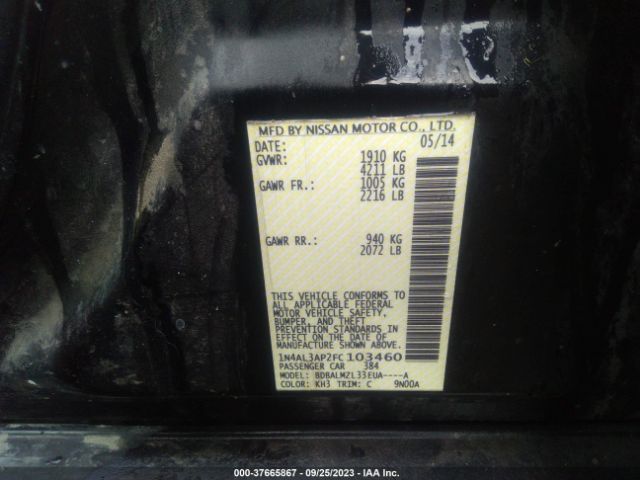 MFD BY NISSAN MOTOR CO., LTD.
DATE: 05/14
GVWR: 1910 KG
4211 LB
GAWR FR.: 1005 KG
2216 LB
GAWR RR.: 940 KG
2072 LB
THIS VEHICLE CONFORMS TO
ALL APPLICABLE FEDERAL
MOTOR VEHICLE SAFETY,
BUMPER, AND THEFT
PREVENTION STANDARDS IN
EFFECT ON THE DATE OF
MANUFACTURE SHOWN ABOVE.
1N4AL3AP2FC103460
PASSENGER CAR 384
MODEL: BDBALMZL33EUA----A
COLOR: KH3 TRIM: C 9N00A
000-37665867 - 09/25/2023 - IAA Inc.